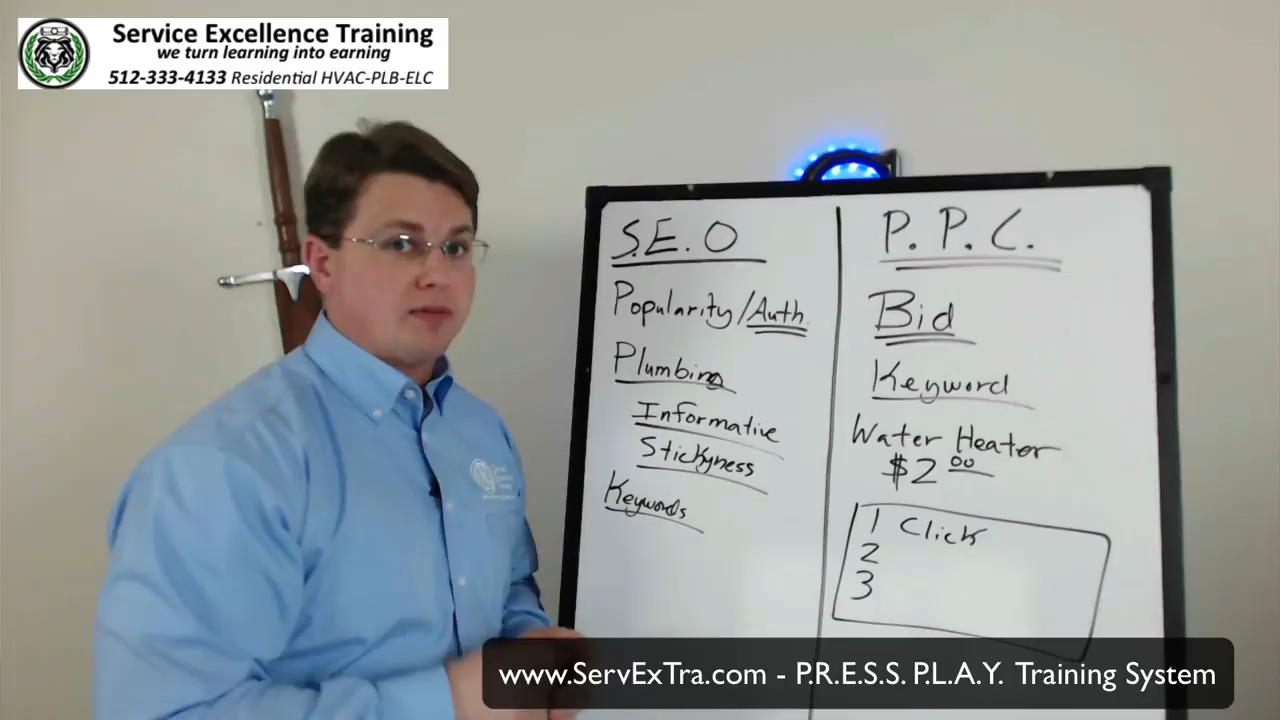 Service Excellence Training
we turn learning into earning
512-333-4133 Residential HVAC-PLB-ELC
S.E.O
Popularity/Auth.
Plumbing
Informative
Stickyness
Keywords
P.P.C.
Bid
Keyword
Water Heater
$2.00
1 Click
2
3
www.ServExTra.com - P.R.E.S.S. P.L.A.Y. Training System